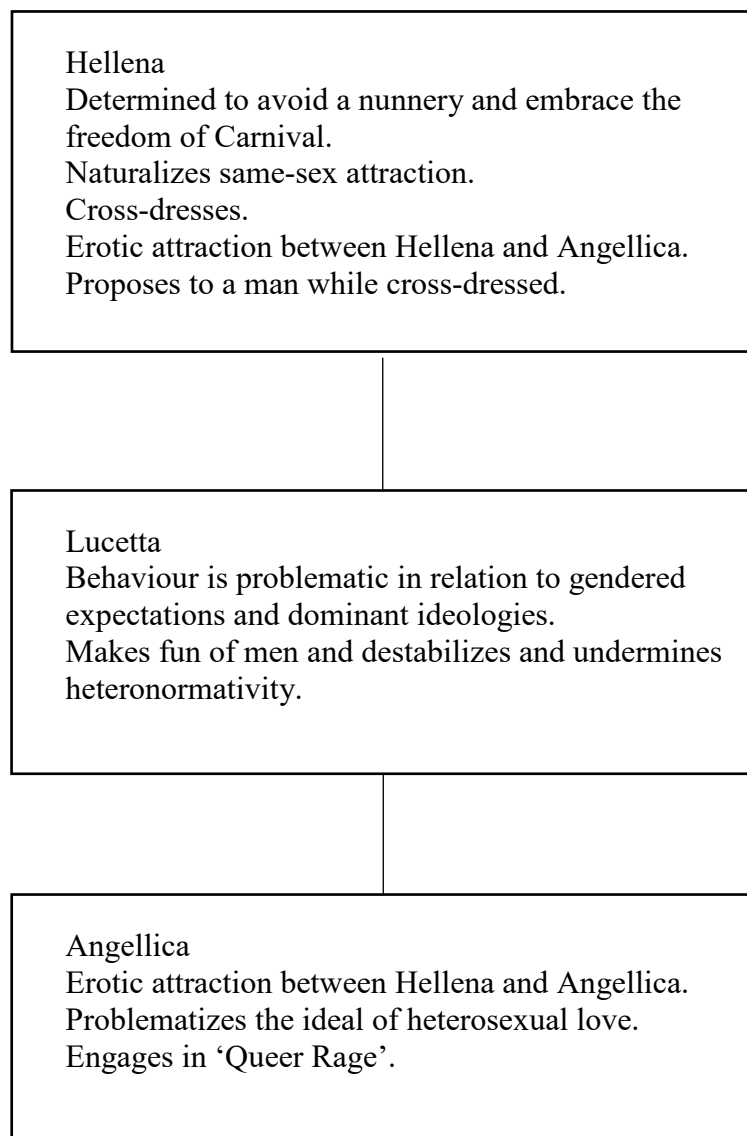 Hellena
Determined to avoid a nunnery and embrace the
freedom of Carnival.
Naturalizes same-sex attraction.
Cross-dresses.
Erotic attraction between Hellena and Angellica.
Proposes to a man while cross-dressed.
Lucetta
Behaviour is problematic in relation to gendered
expectations and dominant ideologies.
Makes fun of men and destabilizes and undermines
heteronormativity.
Angellica
Erotic attraction between Hellena and Angellica.
Problematizes the ideal of heterosexual love.
Engages in ‘Queer Rage’.